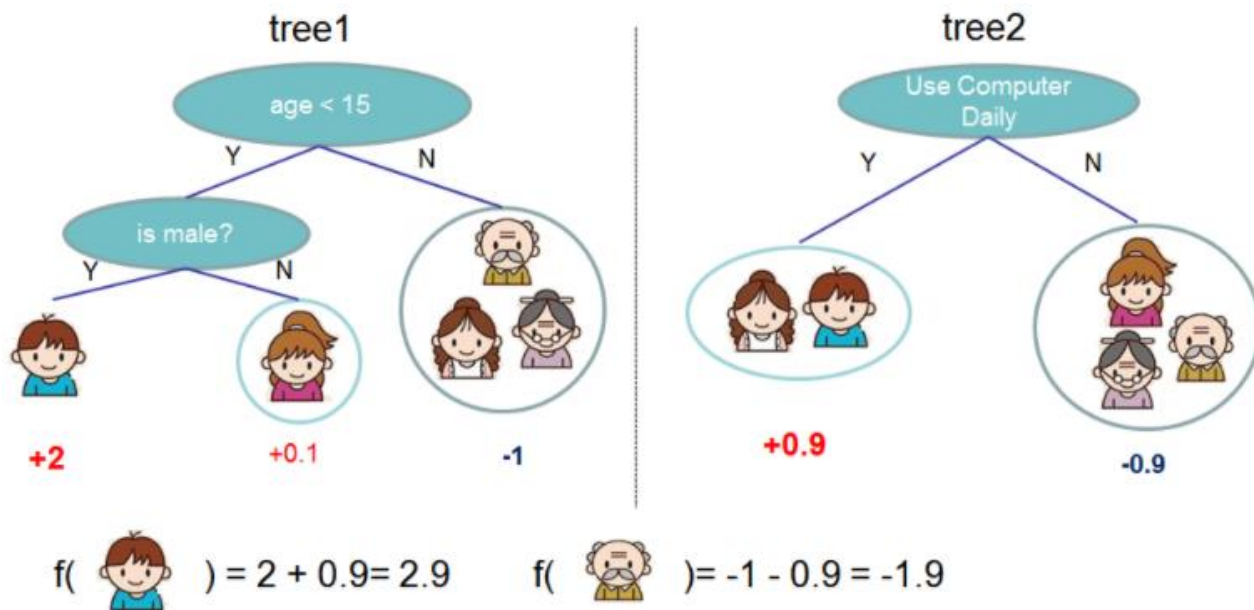 tree1
tree2
age < 15
Use Computer
Daily
Y
N
Y
N
is male?
Y
N
+2
+0.1
-1
+0.9
-0.9
f( ) = 2 + 0.9= 2.9
f( )= -1 - 0.9 = -1.9